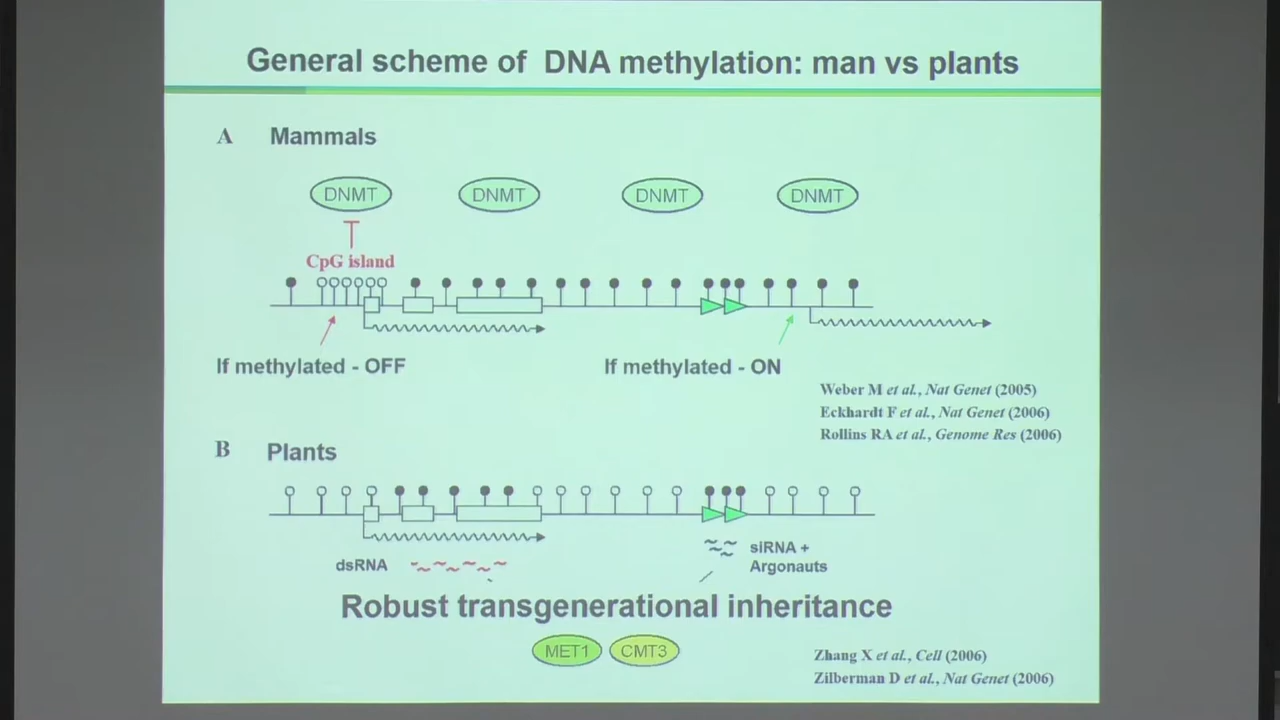 General scheme of DNA methylation: man vs plants
A Mammals
DNMT DNMT DNMT DNMT
CpG island
If methylated - OFF
If methylated - ON
Weber M et al., Nat Genet (2005)
Eckhardt F et al., Nat Genet (2006)
Rollins RA et al., Genome Res (2006)
B Plants
dsRNA
siRNA +
Argonauts
Robust transgenerational inheritance
MET1 CMT3
Zhang X et al., Cell (2006)
Zilberman D et al., Nat Genet (2006)